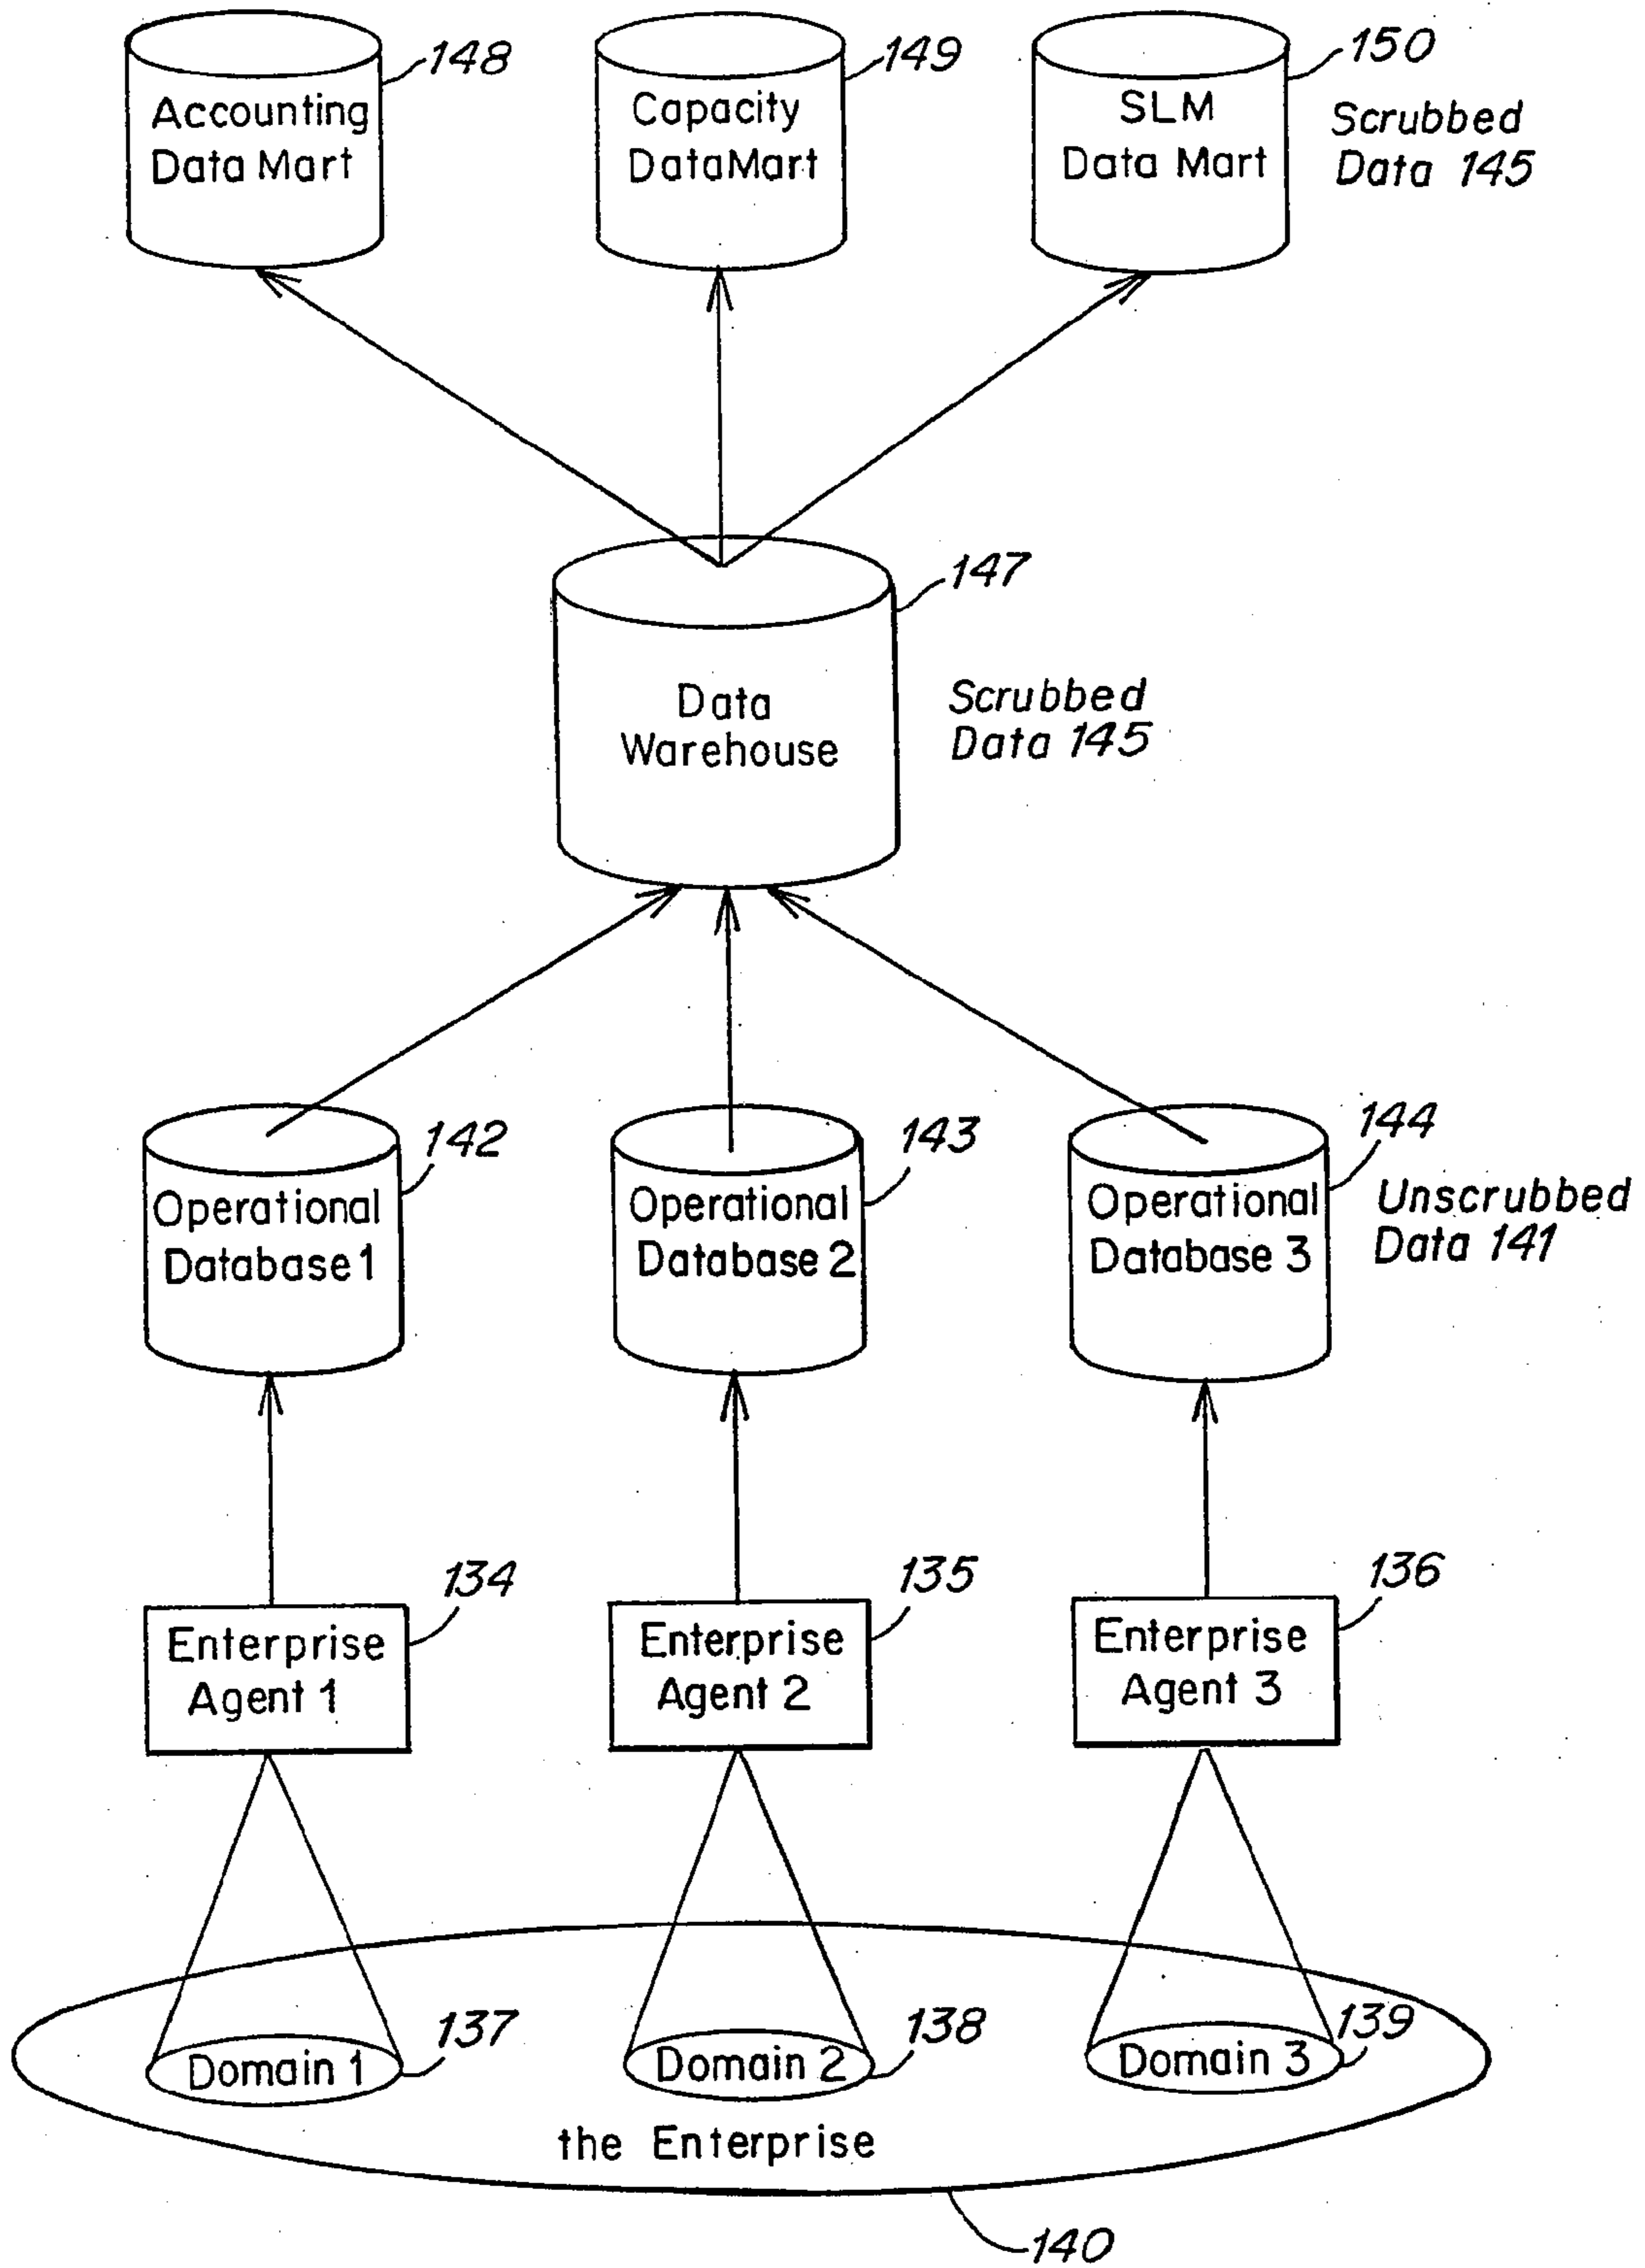 148
Accounting
Data Mart
149
Capacity
DataMart
150
SLM
Data Mart
Scrubbed
Data 145
147
Data
Warehouse
Scrubbed
Data 145
142
Operational
Database 1
143
Operational
Database 2
144
Operational
Database 3
Unscrubbed
Data 141
134
Enterprise
Agent 1
135
Enterprise
Agent 2
136
Enterprise
Agent 3
137
Domain 1
138
Domain 2
139
Domain 3
the Enterprise
140